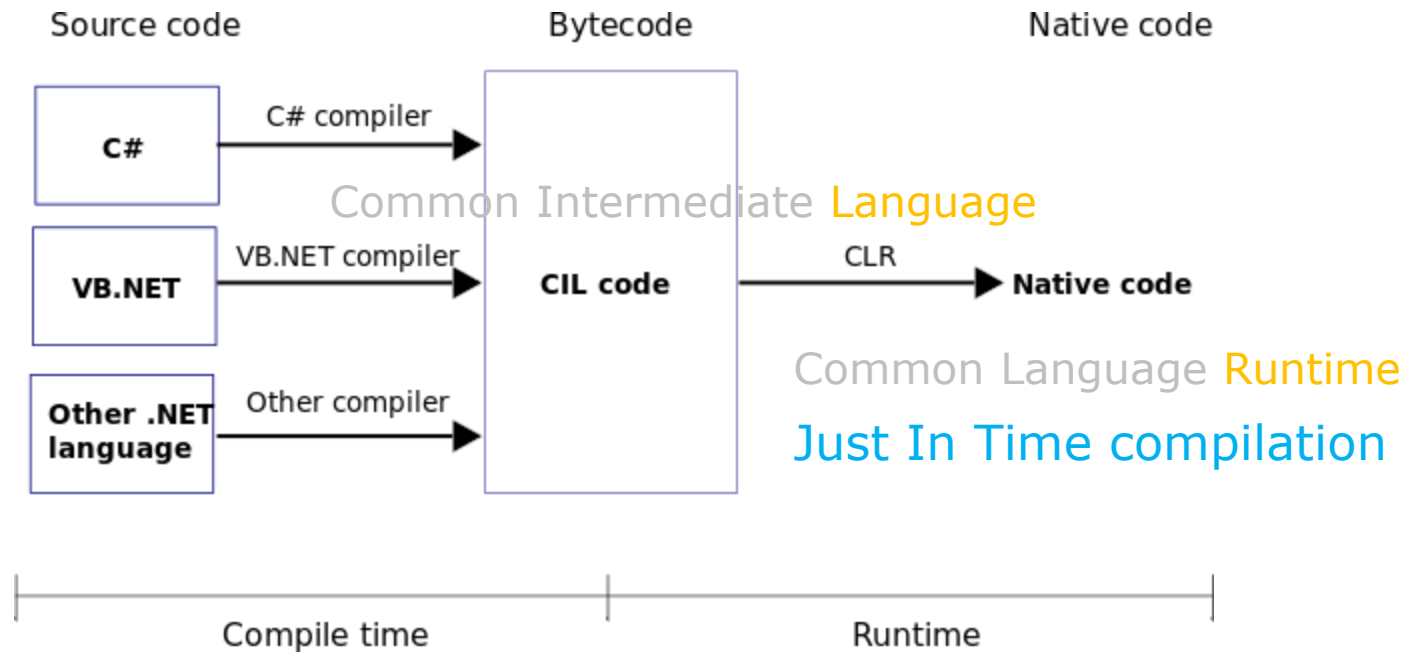 Source code
Bytecode
Native code
C#
C# compiler
Common Intermediate Language
VB.NET
VB.NET compiler
CIL code
CLR
Native code
Common Language Runtime
Other .NET
language
Other compiler
Just In Time compilation
Compile time
Runtime